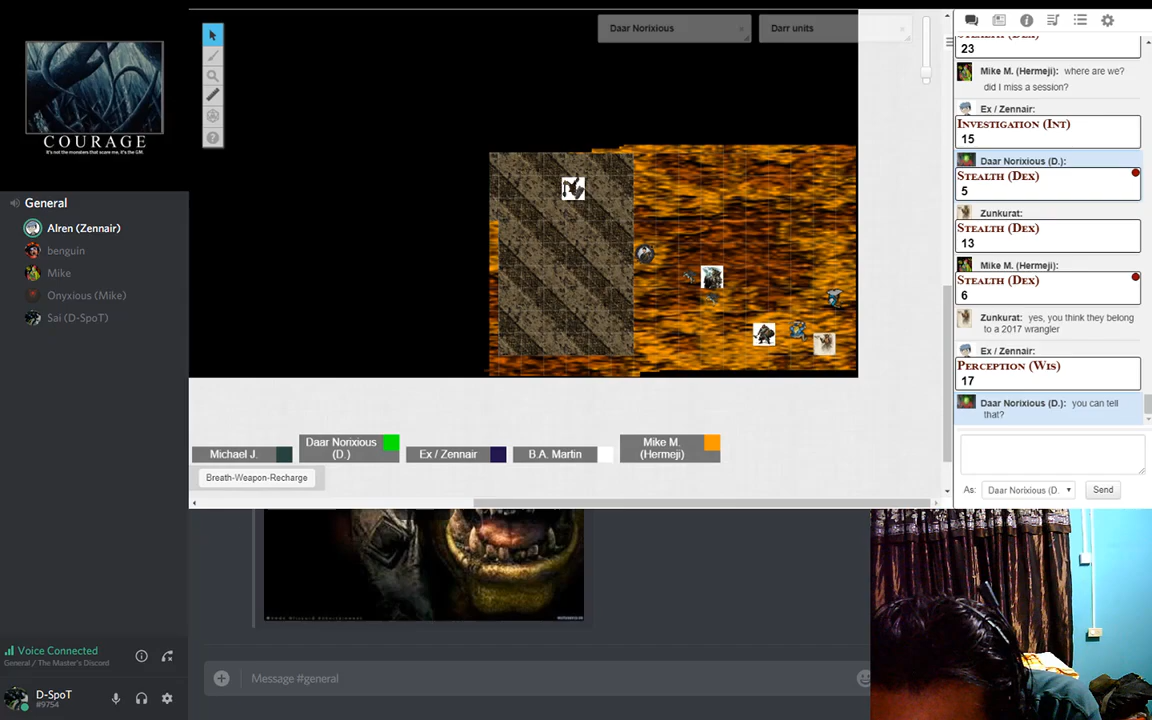 COURAGE
It's not the monsters that scare me, it's the GM.
General
Alren (Zennair)
benguin
Mike
Onyxious (Mike)
Sai (D-SpoT)
Voice Connected
General / The Master's Discord
D-SpoT
#9754
Daar Norixious
Darr units
Michael J.
Daar Norixious
(D.)
Ex / Zennair
B.A. Martin
Mike M.
(Hermeji)
Breath-Weapon-Recharge
Message #general
Stealth (Dex)
23
Mike M. (Hermeji): where are we?
did I miss a session?
Ex / Zennair:
Investigation (Int)
15
Daar Norixious (D.):
Stealth (Dex)
5
Zunkurat:
Stealth (Dex)
13
Mike M. (Hermeji):
Stealth (Dex)
6
Zunkurat: yes, you think they belong
to a 2017 wrangler
Ex / Zennair:
Perception (Wis)
17
Daar Norixious (D.): you can tell
that?
As:
Daar Norixious (D.
Send